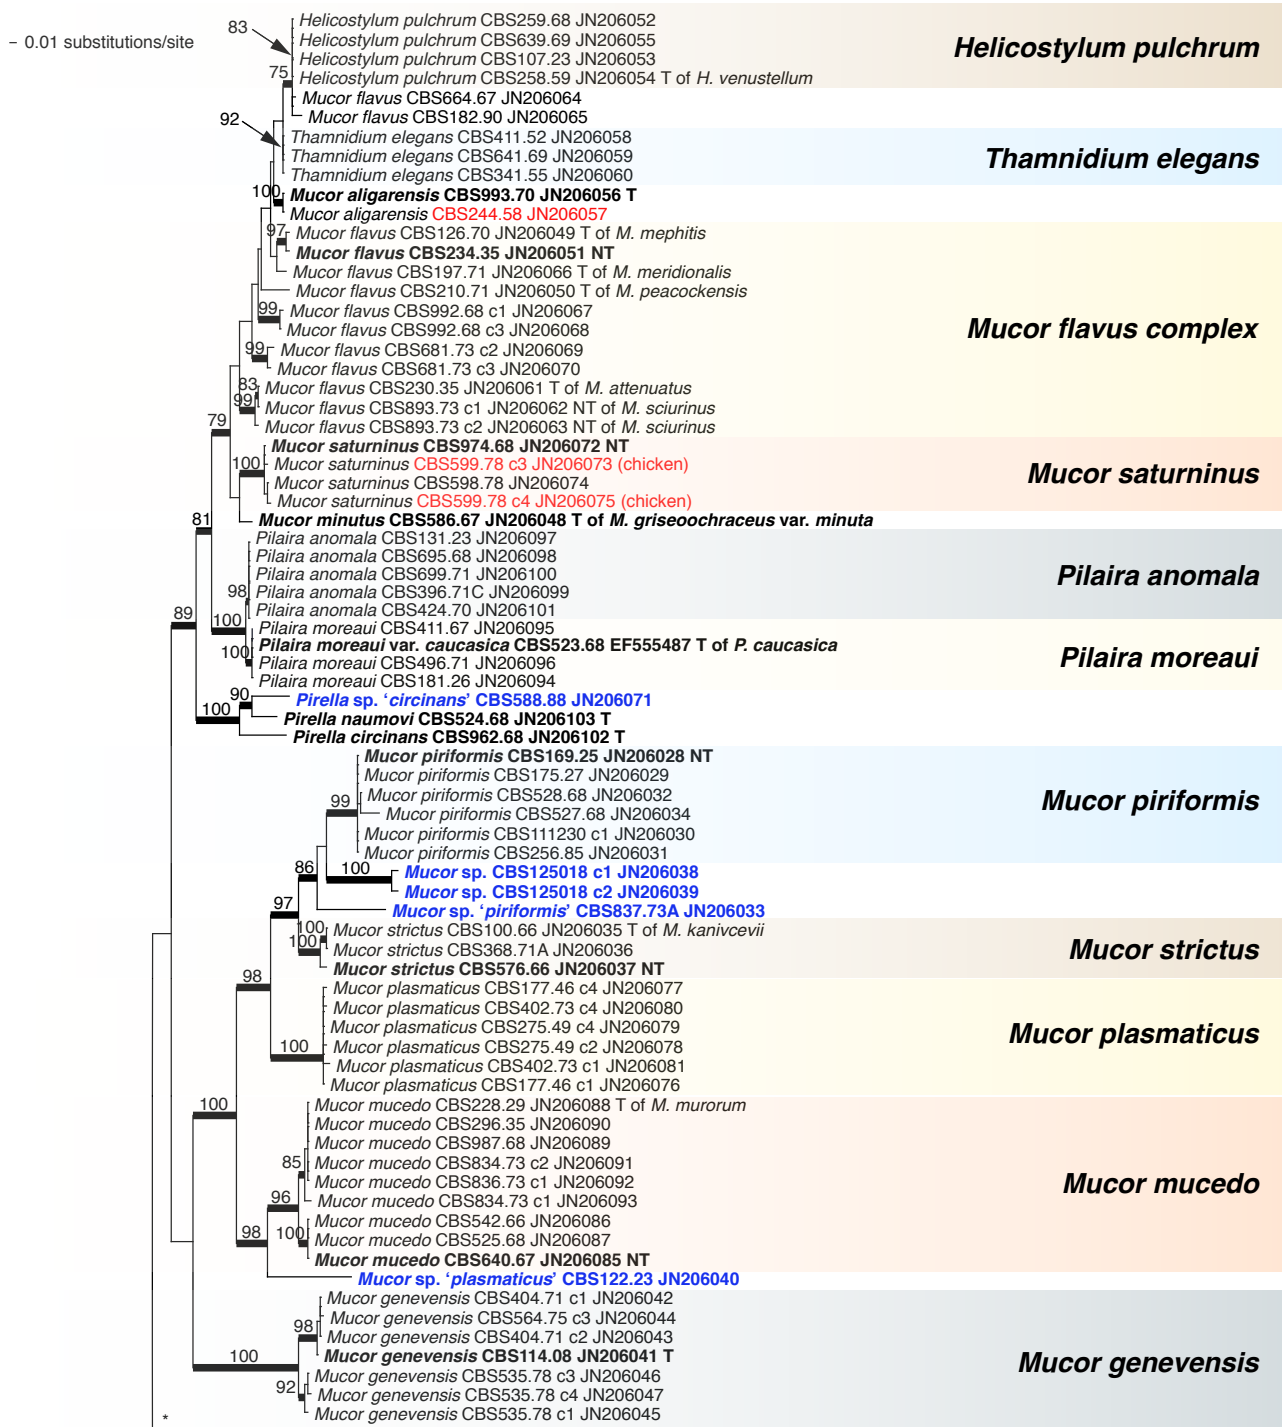 83
Helicostylum pulchrum CBS259.68 JN206052
– 0.01 substitutions/site
Helicostylum pulchrum CBS639.69 JN206055
Helicostylum pulchrum
Helicostylum pulchrum CBS107.23 JN206053
75
Helicostylum pulchrum CBS258.59 JN206054 T of H. venustellum
Mucor flavus CBS664.67 JN206064
92
Mucor flavus CBS182.90 JN206065
Thamnidium elegans CBS411.52 JN206058
Thamnidium elegans CBS641.69 JN206059
Thamnidium elegans
Thamnidium elegans CBS341.55 JN206060
100
Mucor aligarensis CBS993.70 JN206056 T
Mucor aligarensis CBS244.58 JN206057
97
Mucor flavus CBS126.70 JN206049 T of M. mephitis
Mucor flavus CBS234.35 JN206051 NT
Mucor flavus CBS197.71 JN206066 T of M. meridionalis
Mucor flavus CBS210.71 JN206050 T of M. peacockensis
99
Mucor flavus CBS992.68 c1 JN206067
Mucor flavus CBS992.68 c3 JN206068
Mucor flavus complex
99
Mucor flavus CBS681.73 c2 JN206069
Mucor flavus CBS681.73 c3 JN206070
83
Mucor flavus CBS230.35 JN206061 T of M. attenuatus
99
Mucor flavus CBS893.73 c1 JN206062 NT of M. sciurinus
79
Mucor flavus CBS893.73 c2 JN206063 NT of M. sciurinus
Mucor saturninus CBS974.68 JN206072 NT
100
Mucor saturninus CBS599.78 c3 JN206073 (chicken)
Mucor saturninus
Mucor saturninus CBS598.78 JN206074
Mucor saturninus CBS599.78 c4 JN206075 (chicken)
81
Mucor minutus CBS586.67 JN206048 T of M. griseoochraceus var. minuta
Pilaira anomala CBS131.23 JN206097
Pilaira anomala CBS695.68 JN206098
Pilaira anomala CBS699.71 JN206100
Pilaira anomala
98
Pilaira anomala CBS396.71C JN206099
89
Pilaira anomala CBS424.70 JN206101
100
Pilaira moreaui CBS411.67 JN206095
Pilaira moreaui var. caucasica CBS523.68 EF555487 T of P. caucasica
100
Pilaira moreaui CBS496.71 JN206096
Pilaira moreaui
Pilaira moreaui CBS181.26 JN206094
90
Pirella sp. ‘circinans’ CBS588.88 JN206071
100
Pirella naumovi CBS524.68 JN206103 T
Pirella circinans CBS962.68 JN206102 T
Mucor piriformis CBS169.25 JN206028 NT
Mucor piriformis CBS175.27 JN206029
Mucor piriformis CBS528.68 JN206032
Mucor piriformis
99
Mucor piriformis CBS527.68 JN206034
Mucor piriformis CBS111230 c1 JN206030
Mucor piriformis CBS256.85 JN206031
86
100
Mucor sp. CBS125018 c1 JN206038
Mucor sp. CBS125018 c2 JN206039
97
Mucor sp. ‘piriformis’ CBS837.73A JN206033
100
Mucor strictus CBS100.66 JN206035 T of M. kanivcevii
100
Mucor strictus CBS368.71A JN206036
Mucor strictus
Mucor strictus CBS576.66 JN206037 NT
98
Mucor plasmaticus CBS177.46 c4 JN206077
Mucor plasmaticus CBS402.73 c4 JN206080
Mucor plasmaticus CBS275.49 c4 JN206079
Mucor plasmaticus
100
Mucor plasmaticus CBS275.49 c2 JN206078
Mucor plasmaticus CBS402.73 c1 JN206081
Mucor plasmaticus CBS177.46 c1 JN206076
100
Mucor mucedo CBS228.29 JN206088 T of M. murorum
Mucor mucedo CBS296.35 JN206090
Mucor mucedo CBS987.68 JN206089
85
Mucor mucedo CBS834.73 c2 JN206091
Mucor mucedo CBS836.73 c1 JN206092
Mucor mucedo
96
Mucor mucedo CBS834.73 c1 JN206093
Mucor mucedo CBS542.66 JN206086
98
100
Mucor mucedo CBS525.68 JN206087
Mucor mucedo CBS640.67 JN206085 NT
Mucor sp. ‘plasmaticus’ CBS122.23 JN206040
Mucor genevensis CBS404.71 c1 JN206042
Mucor genevensis CBS564.75 c3 JN206044
98
Mucor genevensis CBS404.71 c2 JN206043
100
Mucor genevensis CBS114.08 JN206041 T
Mucor genevensis
Mucor genevensis CBS535.78 c3 JN206046
92
Mucor genevensis CBS535.78 c4 JN206047
Mucor genevensis CBS535.78 c1 JN206045
*